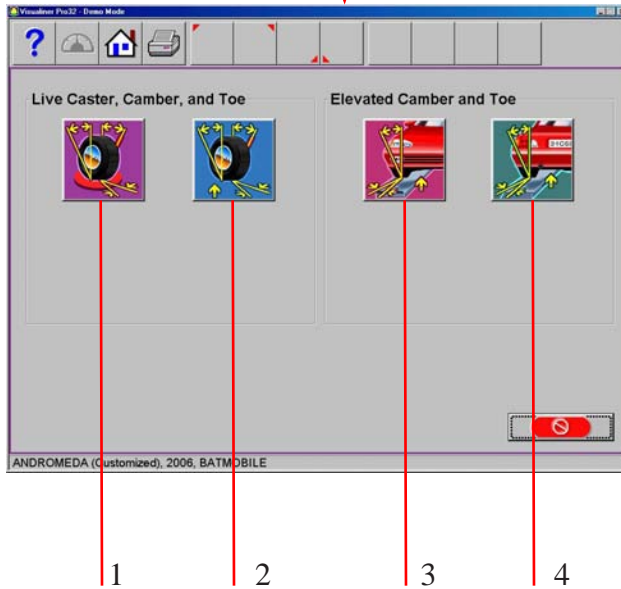 Visualiner Pro32 - Demo Mode
?
Live Caster, Camber, and Toe
Elevated Camber and Toe
ANDROMEDA (Customized), 2006, BATMOBILE
1 2 3 4